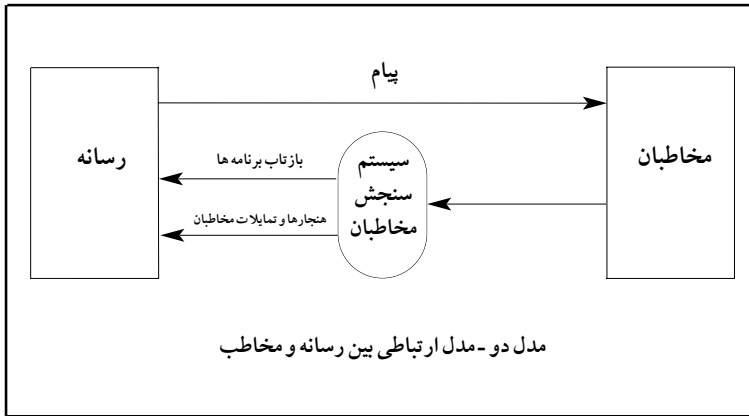 پیام
رسانه
بازتاب برنامه ها
هنجارها و تمایلات مخاطبان
سیستم
سنجش
مخاطبان
مخاطبان
مدل دو - مدل ارتباطی بین رسانه و مخاطب